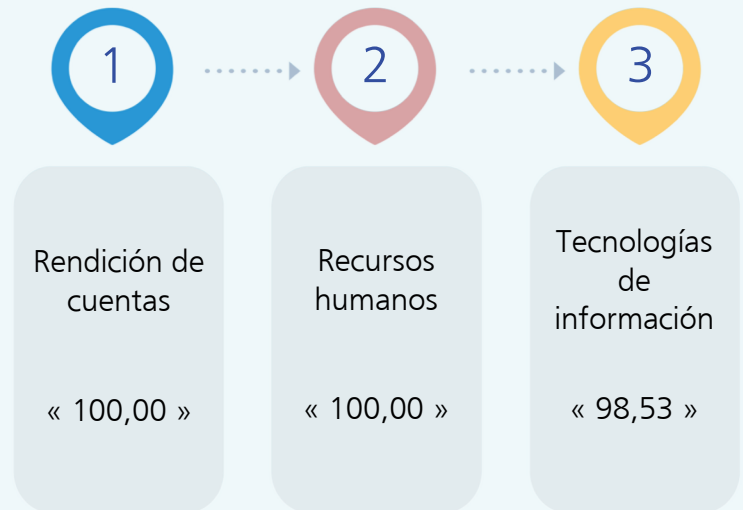 1
2
3
Rendición de
cuentas
« 100,00 »
Recursos
humanos
« 100,00 »
Tecnologías
de
información
« 98,53 »